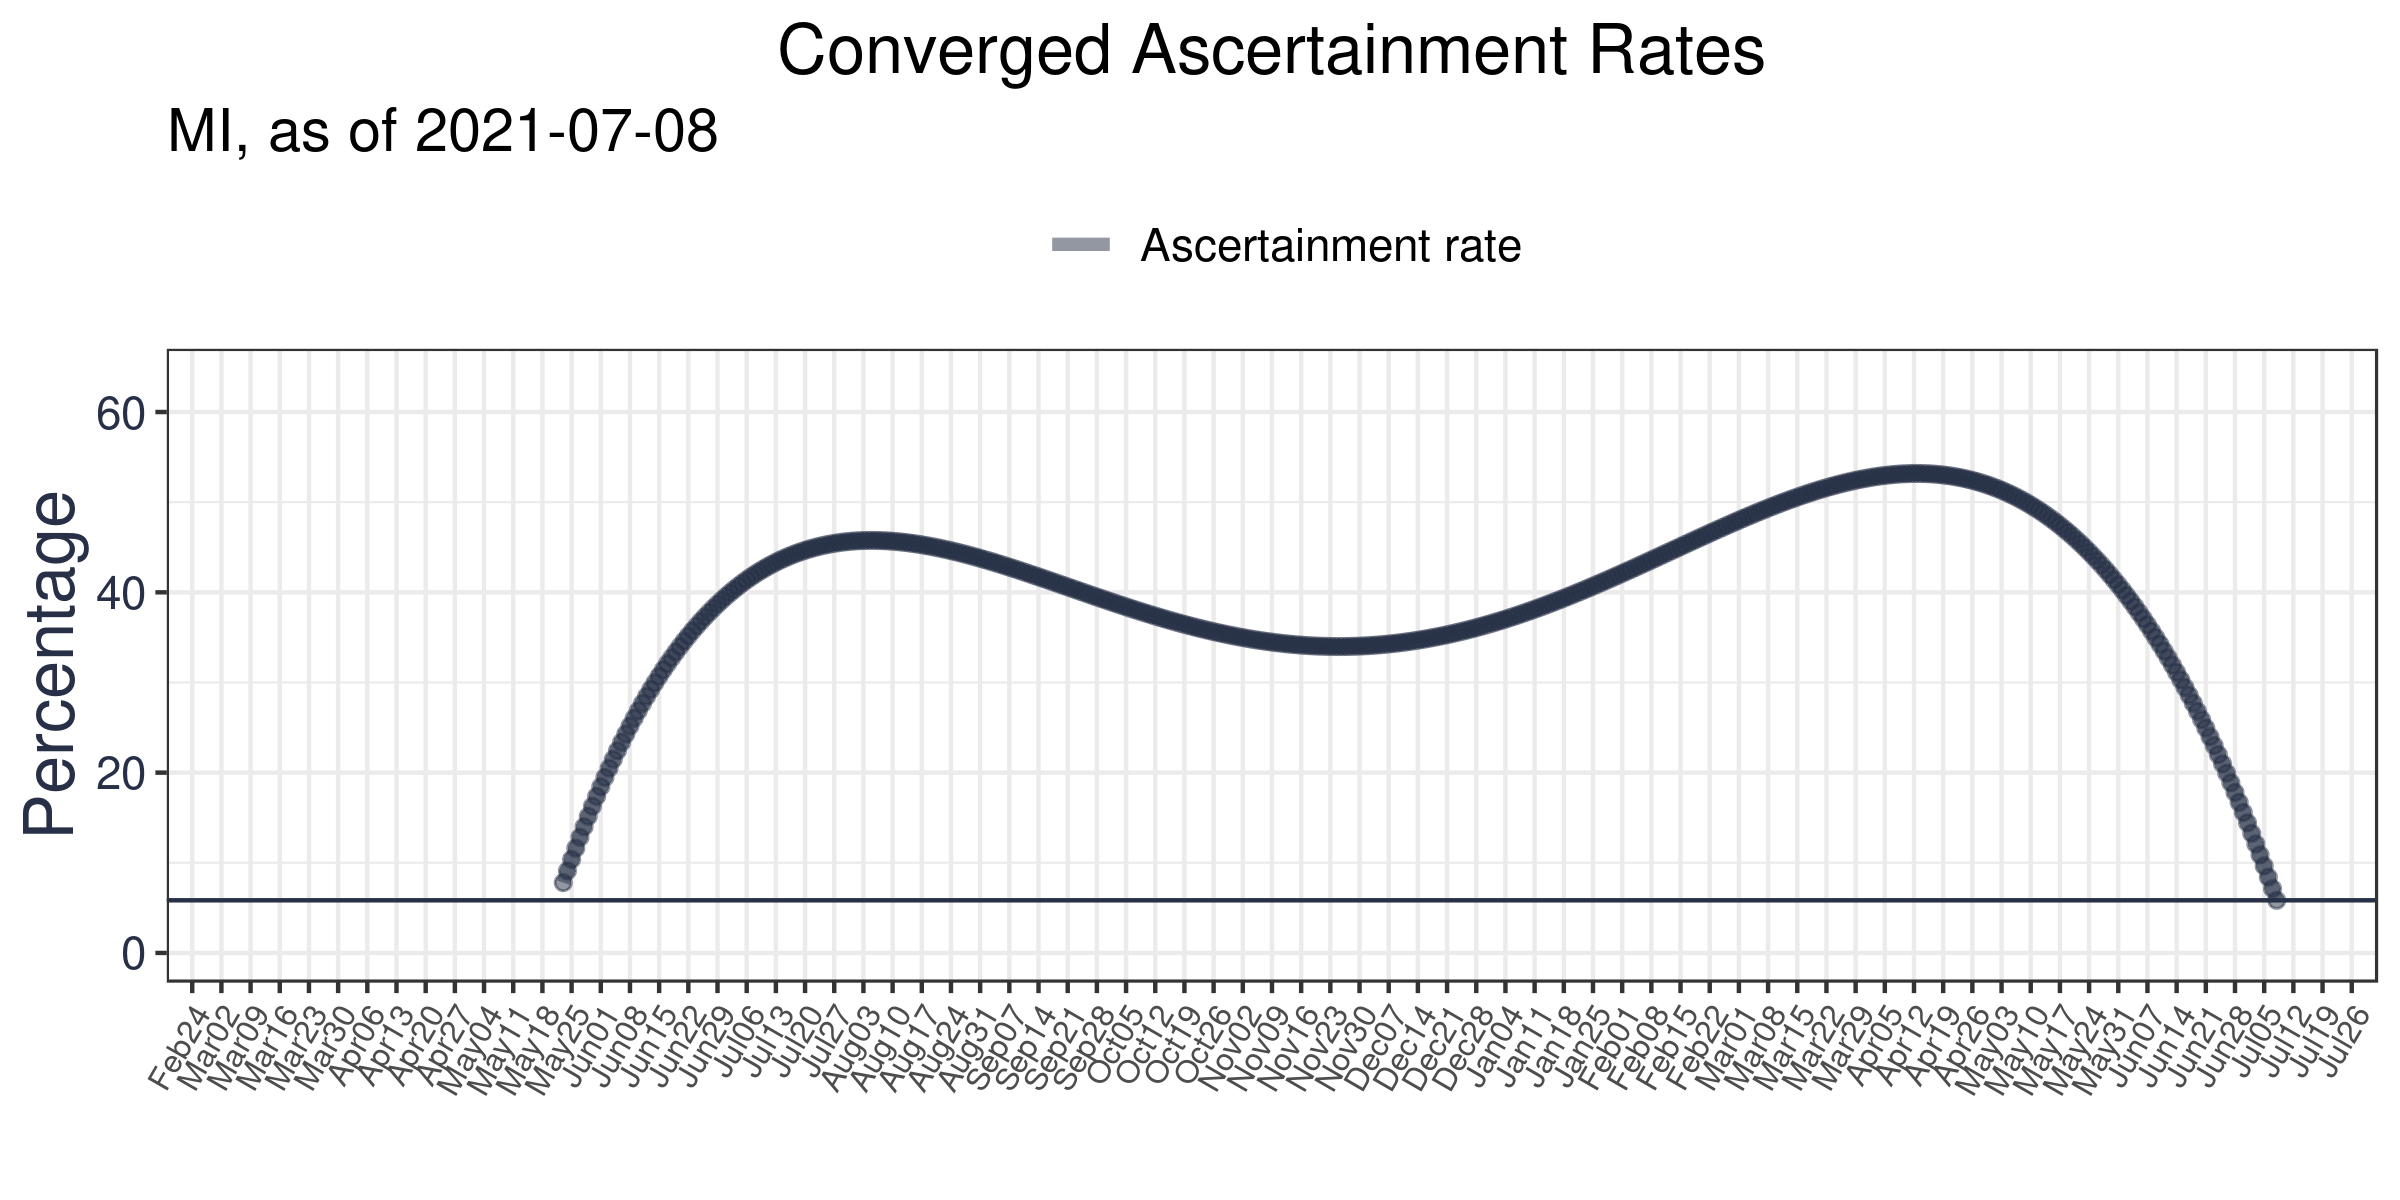 Converged Ascertainment Rates
MI, as of 2021-07-08
Ascertainment rate
Percentage
60
40
20
0
Feb24
Mar02
Mar09
Mar16
Mar23
Mar30
Apr06
Apr13
Apr20
Apr27
May04
May11
May18
May25
Jun01
Jun08
Jun15
Jun22
Jun29
Jul06
Jul13
Jul20
Jul27
Aug03
Aug10
Aug17
Aug24
Aug31
Sep07
Sep14
Sep21
Sep28
Oct05
Oct12
Oct19
Oct26
Nov02
Nov09
Nov16
Nov23
Nov30
Dec07
Dec14
Dec21
Dec28
Jan04
Jan11
Jan18
Jan25
Feb01
Feb08
Feb15
Feb22
Mar01
Mar08
Mar15
Mar22
Mar29
Apr05
Apr12
Apr19
Apr26
May03
May10
May17
May24
May31
Jun07
Jun14
Jun21
Jun28
Jul05
Jul12
Jul19
Jul26